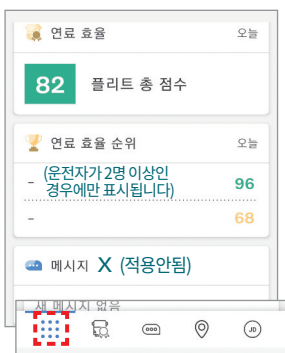 연료 효율 오늘
82 플리트 총 점수
연료 효율 순위 오늘
- (운전자가 2명 이상인
경우에만 표시됩니다) 96
- 68
메시지 X (적용안됨)
새 메시지 없음
JD